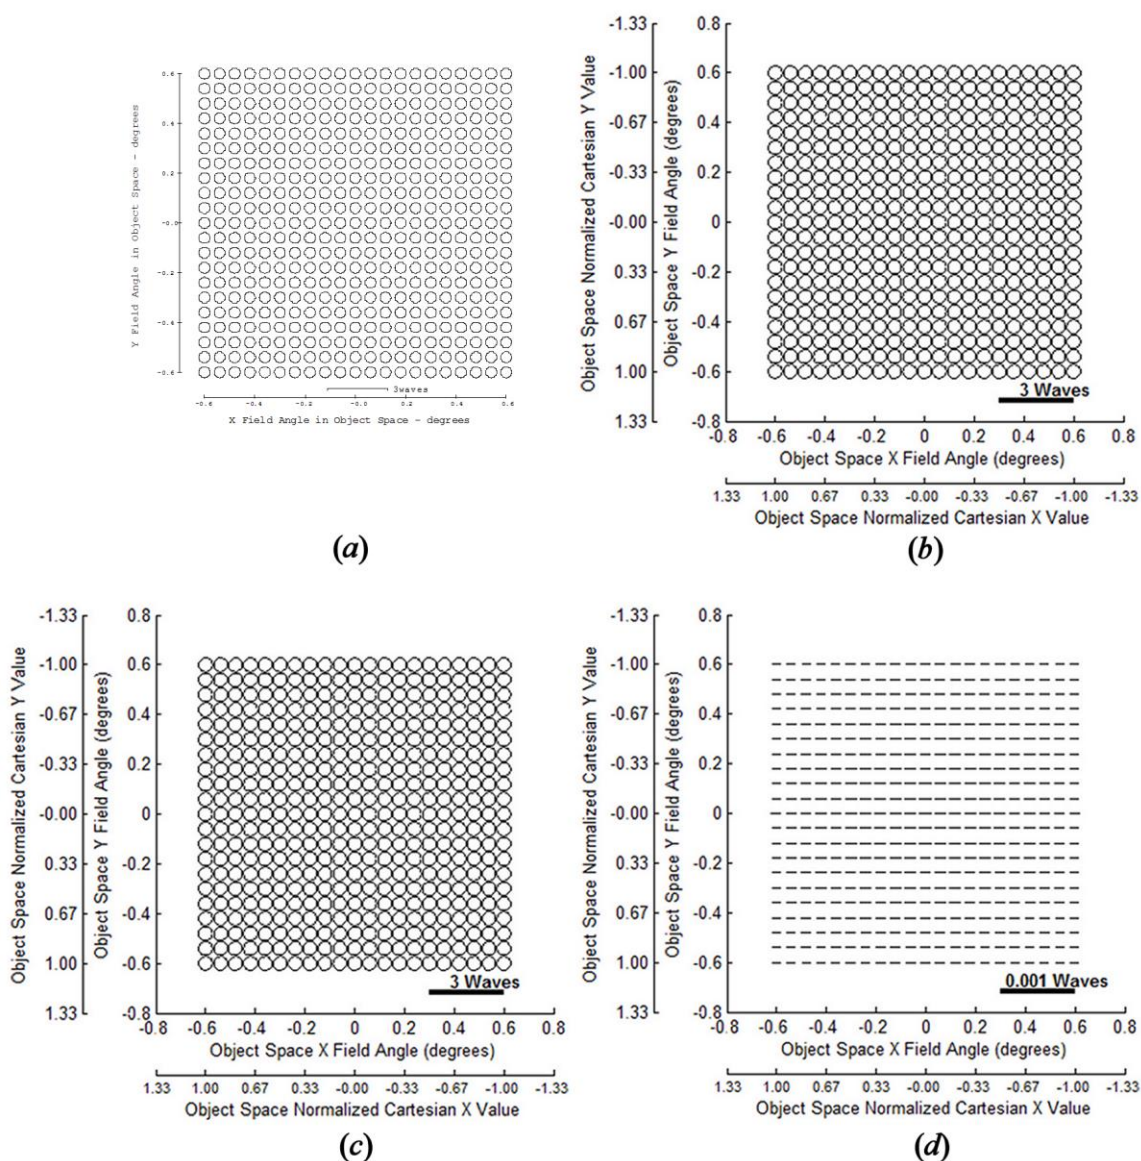 Y Field Angle in Object Space - degrees
0.6
0.4
0.2
-0.0
-0.2
-0.4
-0.6
3waves
-0.6 -0.4 -0.2 -0.0 0.2 0.4 0.6
X Field Angle in Object Space - degrees
(a)
Object Space Normalized Cartesian Y Value
-1.33
-1.00
-0.67
-0.33
-0.00
0.33
0.67
1.00
1.33
Object Space Y Field Angle (degrees)
0.8
0.6
0.4
0.2
0
-0.2
-0.4
-0.6
-0.8
3 Waves
-0.8 -0.6 -0.4 -0.2 0 0.2 0.4 0.6 0.8
Object Space X Field Angle (degrees)
1.33 1.00 0.67 0.33 -0.00 -0.33 -0.67 -1.00 -1.33
Object Space Normalized Cartesian X Value
(b)
Object Space Normalized Cartesian Y Value
-1.33
-1.00
-0.67
-0.33
-0.00
0.33
0.67
1.00
1.33
Object Space Y Field Angle (degrees)
0.8
0.6
0.4
0.2
0
-0.2
-0.4
-0.6
-0.8
3 Waves
-0.8 -0.6 -0.4 -0.2 0 0.2 0.4 0.6 0.8
Object Space X Field Angle (degrees)
1.33 1.00 0.67 0.33 -0.00 -0.33 -0.67 -1.00 -1.33
Object Space Normalized Cartesian X Value
(c)
Object Space Normalized Cartesian Y Value
-1.33
-1.00
-0.67
-0.33
-0.00
0.33
0.67
1.00
1.33
Object Space Y Field Angle (degrees)
0.8
0.6
0.4
0.2
0
-0.2
-0.4
-0.6
-0.8
0.001 Waves
-0.8 -0.6 -0.4 -0.2 0 0.2 0.4 0.6 0.8
Object Space X Field Angle (degrees)
1.33 1.00 0.67 0.33 -0.00 -0.33 -0.67 -1.00 -1.33
Object Space Normalized Cartesian X Value
(d)